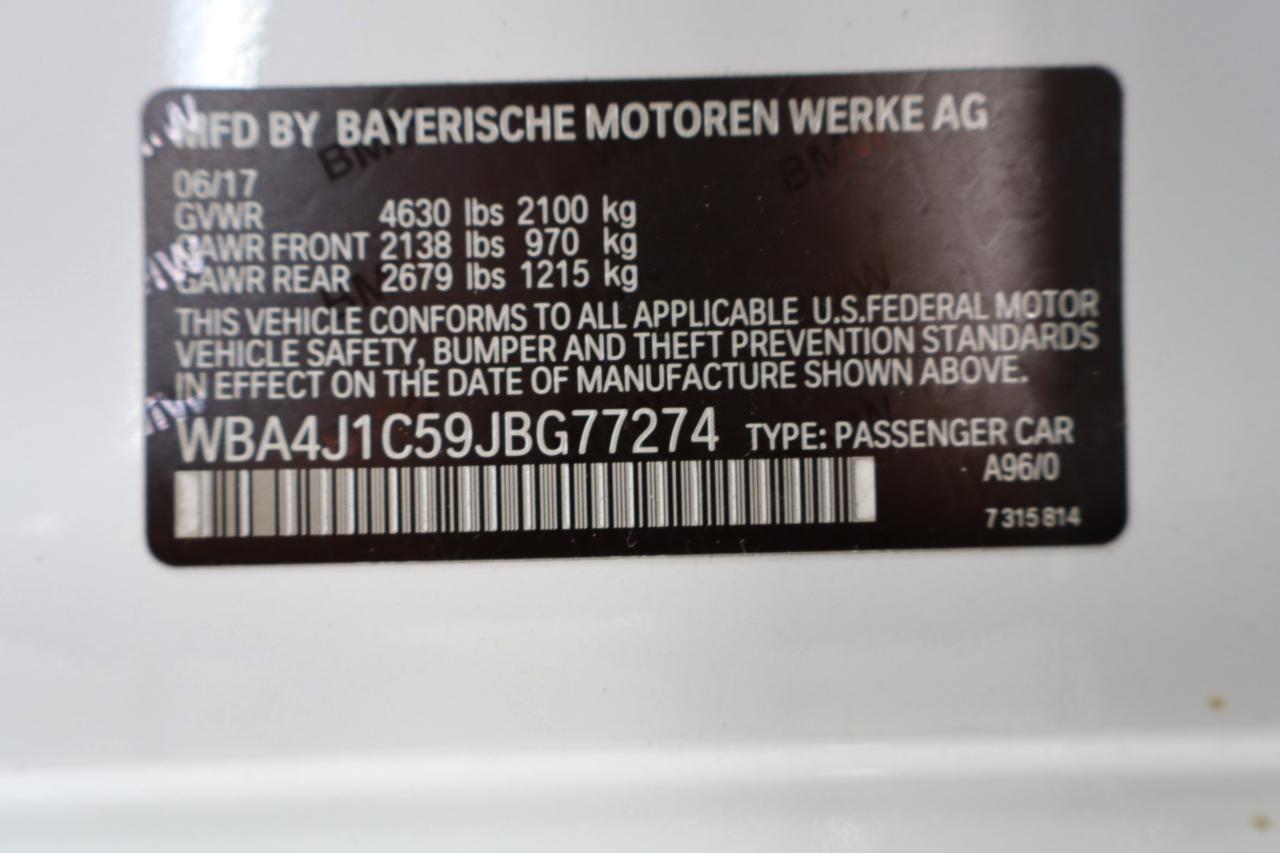 MFD BY BAYERISCHE MOTOREN WERKE AG
06/17
GVWR 4630 lbs 2100 kg
GAWR FRONT 2138 lbs 970 kg
GAWR REAR 2679 lbs 1215 kg
THIS VEHICLE CONFORMS TO ALL APPLICABLE U.S.FEDERAL MOTOR
VEHICLE SAFETY, BUMPER AND THEFT PREVENTION STANDARDS
IN EFFECT ON THE DATE OF MANUFACTURE SHOWN ABOVE.
WBA4J1C59JBG77274 TYPE: PASSENGER CAR
A96/0
7 315 814